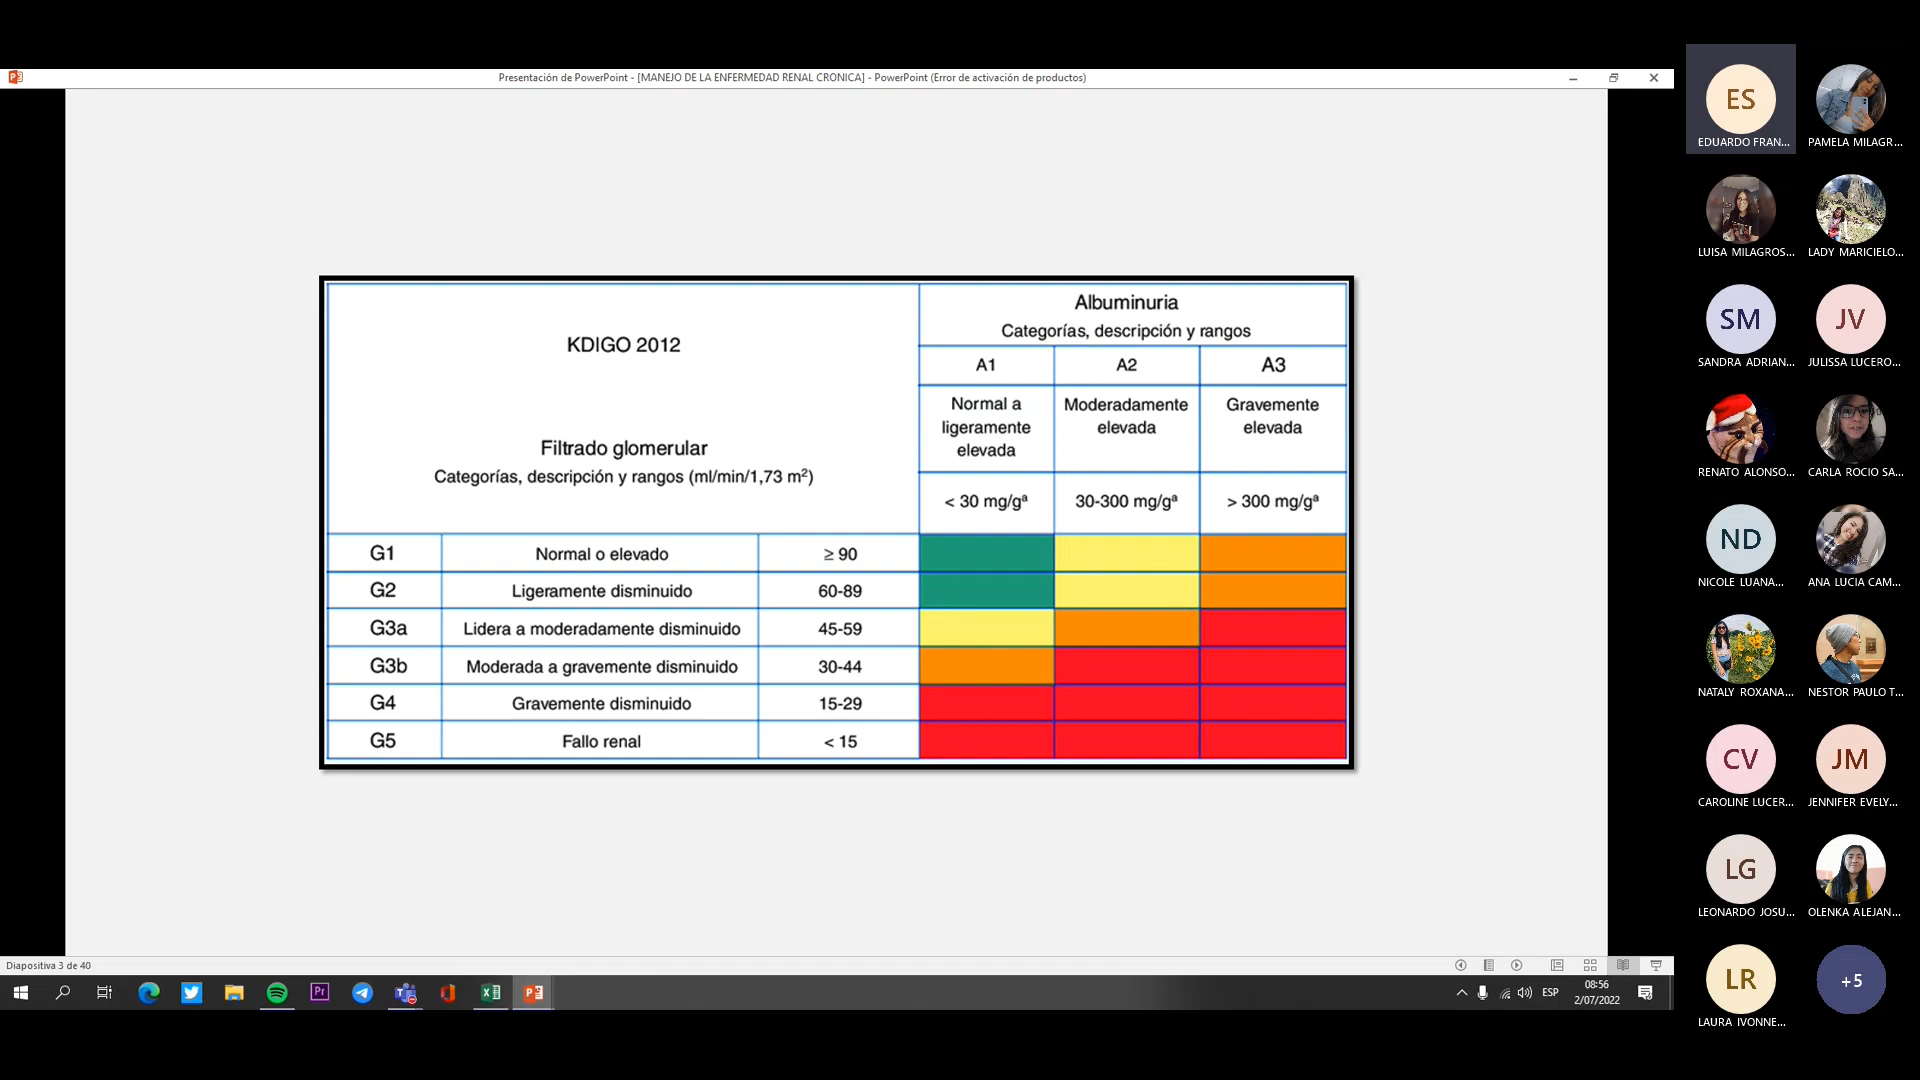 Presentación de PowerPoint - [MANEJO DE LA ENFERMEDAD RENAL CRONICA] - PowerPoint (Error de activación de productos)
KDIGO 2012
Filtrado glomerular
Categorías, descripción y rangos (ml/min/1,73 m²)
Albuminuria
Categorías, descripción y rangos
A1
A2
A3
Normal a
ligeramente
elevada
Moderadamente
elevada
Gravemente
elevada
< 30 mg/gª
30-300 mg/gª
> 300 mg/gª
G1 Normal o elevado ≥ 90
G2 Ligeramente disminuido 60-89
G3a Lidera a moderadamente disminuido 45-59
G3b Moderada a gravemente disminuido 30-44
G4 Gravemente disminuido 15-29
G5 Fallo renal < 15
Diapositiva 3 de 40
ESP
08:56
2/07/2022
ES
EDUARDO FRAN...
PAMELA MILAGR...
LUISA MILAGROS...
LADY MARICIELO...
SM
SANDRA ADRIAN...
JV
JULISSA LUCERO...
RENATO ALONSO...
CARLA ROCIO SA...
ND
NICOLE LUANA...
ANA LUCIA CAM...
NATALY ROXANA...
NESTOR PAULO T...
CV
CAROLINE LUCER...
JM
JENNIFER EVELY...
LG
LEONARDO JOSU...
OLENKA ALEJAN...
LR
LAURA IVONNE...
+5
Pr